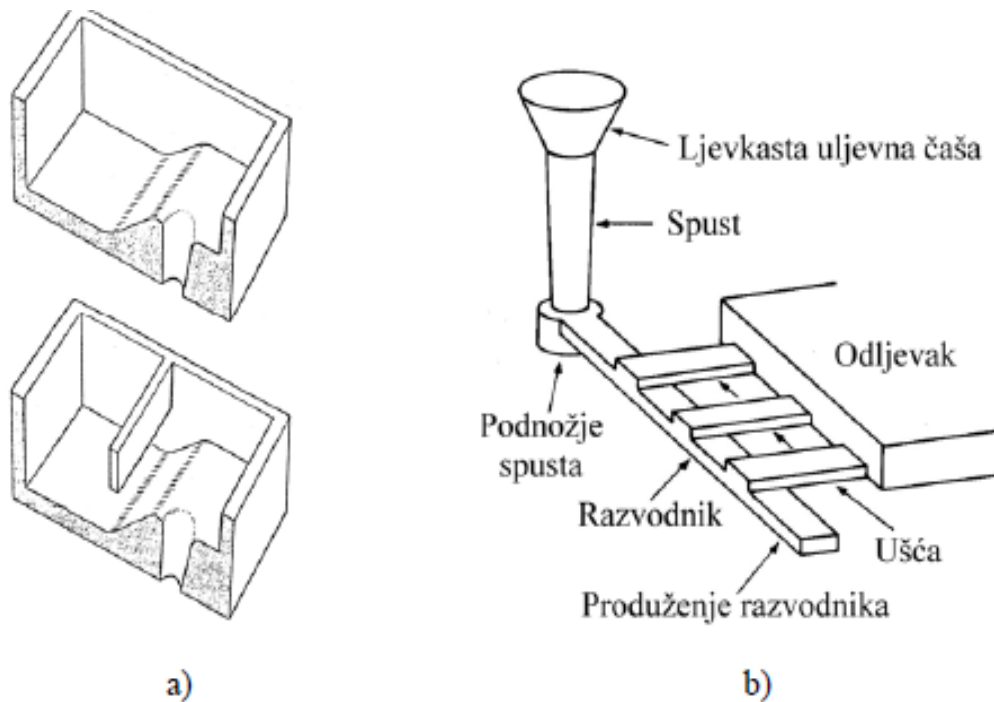 Ljevkasta uljevna čaša
Spust
Odljevak
Podnožje
spusta
Razvodnik
Ušća
Produženje razvodnika
a)
b)